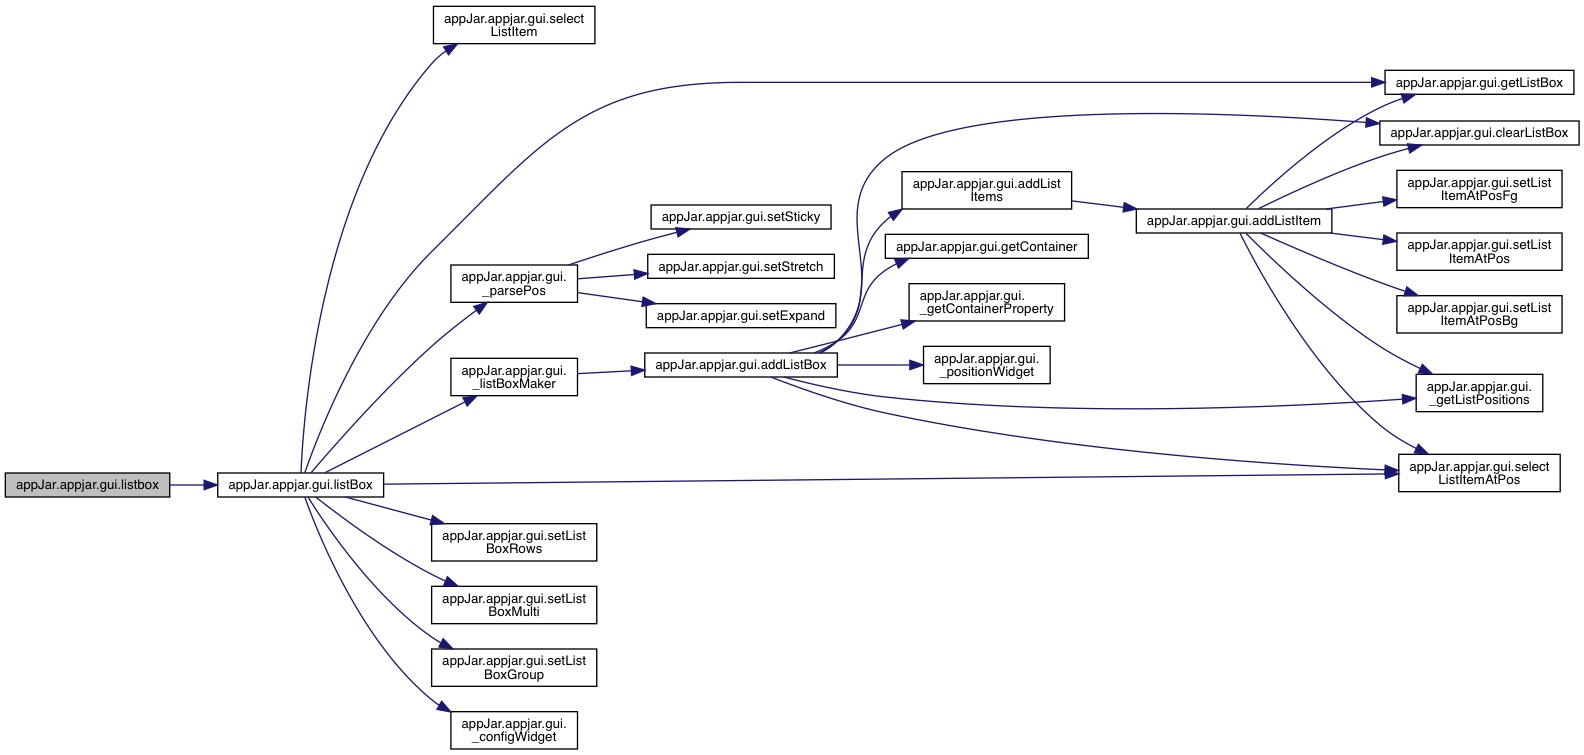 appJar.appjar.gui.select
ListItem
appJar.appjar.gui.getListBox
appJar.appjar.gui.clearListBox
appJar.appjar.gui.addList
Items
appJar.appjar.gui.setList
ItemAtPosFg
appJar.appjar.gui.setSticky
appJar.appjar.gui.addListItem
appJar.appjar.gui.getContainer
appJar.appjar.gui.setList
ItemAtPos
appJar.appjar.gui.
_parsePos
appJar.appjar.gui.setStretch
appJar.appjar.gui.
_getContainerProperty
appJar.appjar.gui.setList
ItemAtPosBg
appJar.appjar.gui.setExpand
appJar.appjar.gui.
_listBoxMaker
appJar.appjar.gui.addListBox
appJar.appjar.gui.
_positionWidget
appJar.appjar.gui.
_getListPositions
appJar.appjar.gui.listbox
appJar.appjar.gui.listBox
appJar.appjar.gui.select
ListItemAtPos
appJar.appjar.gui.setList
BoxRows
appJar.appjar.gui.setList
BoxMulti
appJar.appjar.gui.setList
BoxGroup
appJar.appjar.gui.
_configWidget